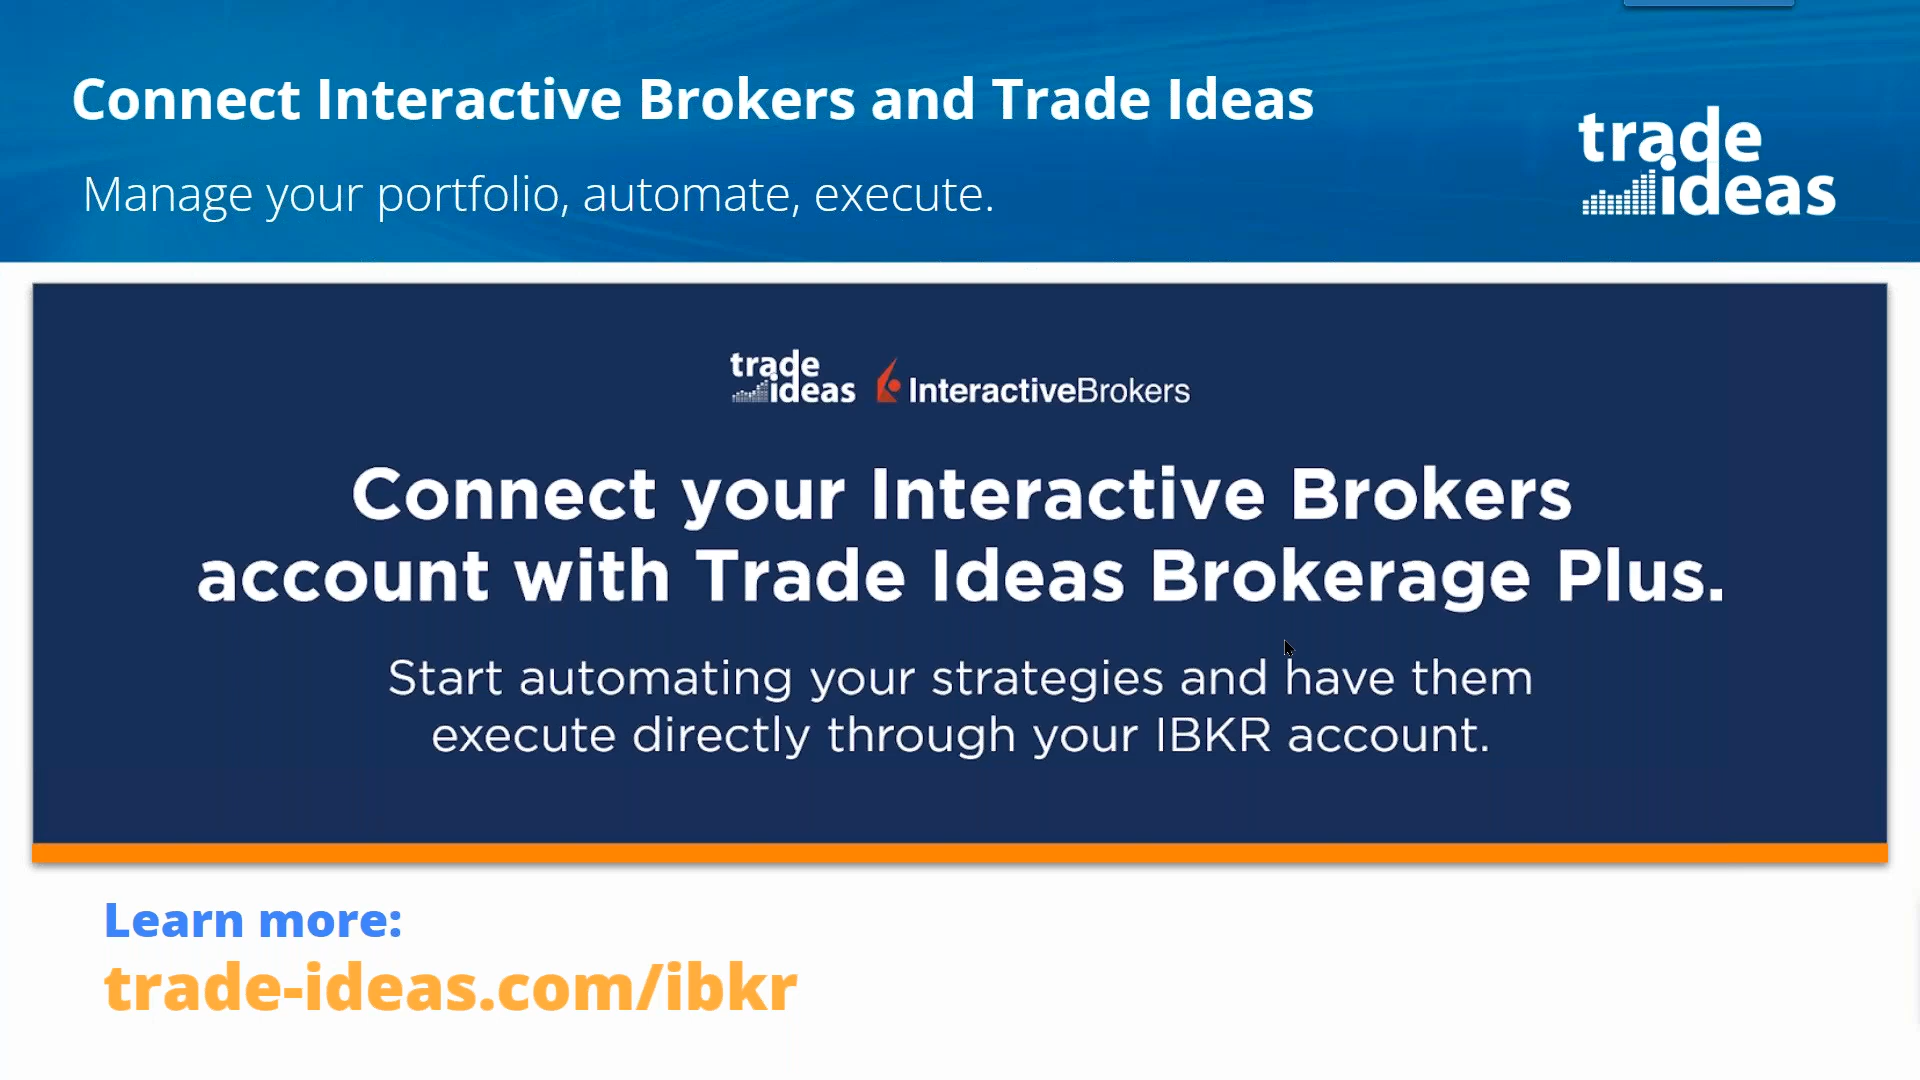 Connect Interactive Brokers and Trade Ideas
Manage your portfolio, automate, execute.
trade
ideas
trade
ideas
InteractiveBrokers
Connect your Interactive Brokers
account with Trade Ideas Brokerage Plus.
Start automating your strategies and have them
execute directly through your IBKR account.
Learn more:
trade-ideas.com/ibkr